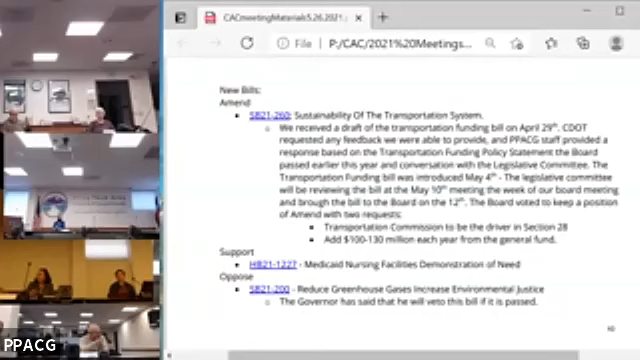 CACmeetingMaterials5.26.2021.
File | P:/CAC/2021%20Meetings...
New Bills:
Amend
• SB21-260: Sustainability Of The Transportation System.
o We received a draft of the transportation funding bill on April 29th. CDOT
requested any feedback we were able to provide, and PPACG staff provided a
response based on the Transportation Funding Policy Statement the Board
passed earlier this year and conversation with the Legislative Committee. The
Transportation Funding bill was introduced May 4th - The legislative committee
will be reviewing the bill at the May 10th meeting the week of our board meeting
and brough the bill to the Board on the 12th. The Board voted to keep a position
of Amend with two requests:
▪ Transportation Commission to be the driver in Section 28
▪ Add $100-130 million each year from the general fund.
Support
• HB21-1227 - Medicaid Nursing Facilities Demonstration of Need
Oppose
• SB21-200 - Reduce Greenhouse Gases Increase Environmental Justice
o The Governor has said that he will veto this bill if it is passed.
PPACG